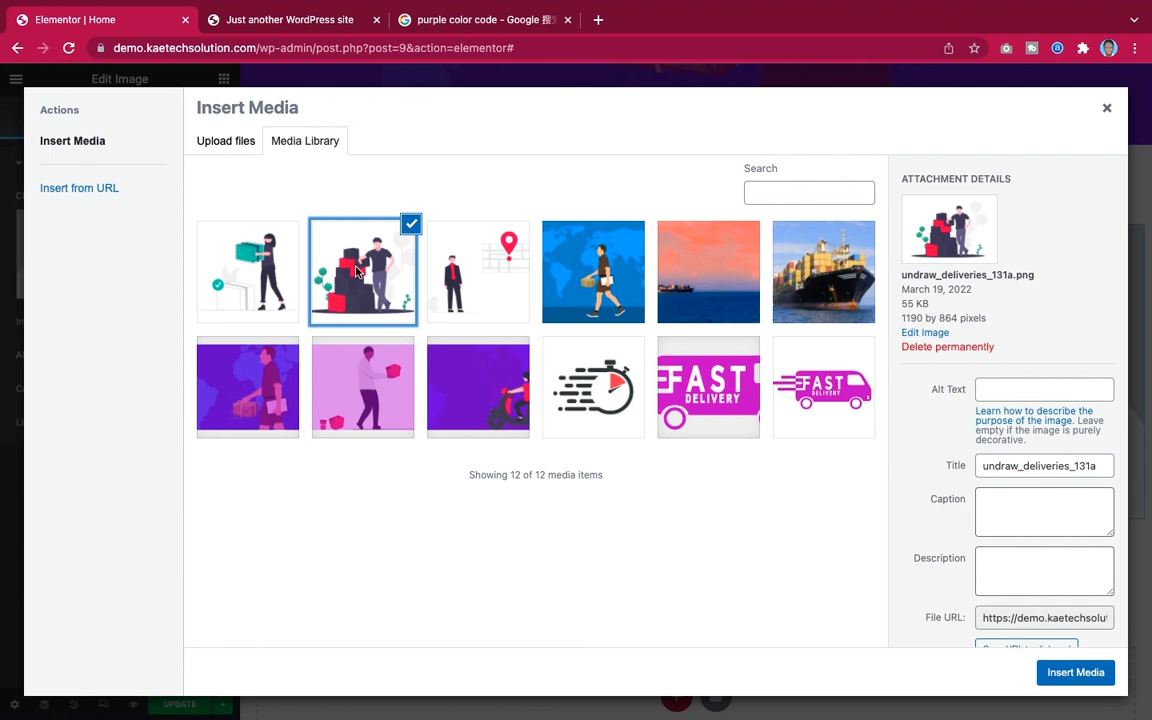 Elementor | Home
Just another WordPress site
purple color code - Google 搜
demo.kaetechsolution.com/wp-admin/post.php?post=9&action=elementor#
Edit Image
Actions
Insert Media
Insert from URL
Insert Media
Upload files
Media Library
Search
FAST
DELIVERY
FAST
DELIVERY
Showing 12 of 12 media items
ATTACHMENT DETAILS
undraw_deliveries_131a.png
March 19, 2022
55 KB
1190 by 864 pixels
Edit Image
Delete permanently
Alt Text
Learn how to describe the
purpose of the image. Leave
empty if the image is purely
decorative.
Title
undraw_deliveries_131a
Caption
Description
File URL:
https://demo.kaetechsolut
Insert Media
UPDATE